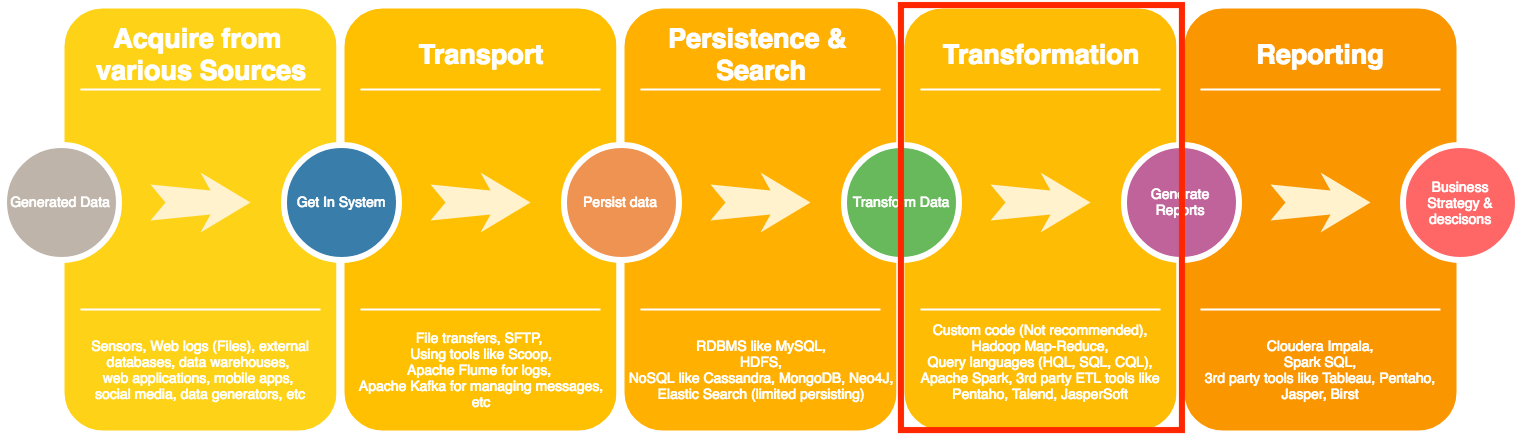 Acquire from
various Sources
Transport
Persistence &
Search
Transformation
Reporting
Generated Data
Get In System
Persist data
Transform Data
Generate
Reports
Business
Strategy &
descisons
Sensors, Web logs (Files), external
databases, data warehouses,
web applications, mobile apps,
social media, data generators, etc
File transfers, SFTP,
Using tools like Scoop,
Apache Flume for logs,
Apache Kafka for managing messages,
etc
RDBMS like MySQL,
HDFS,
NoSQL like Cassandra, MongoDB, Neo4J,
Elastic Search (limited persisting)
Custom code (Not recommended),
Hadoop Map-Reduce,
Query languages (HQL, SQL, CQL),
Apache Spark, 3rd party ETL tools like
Pentaho, Talend, JasperSoft
Cloudera Impala,
Spark SQL,
3rd party tools like Tableau, Pentaho,
Jasper, Birst